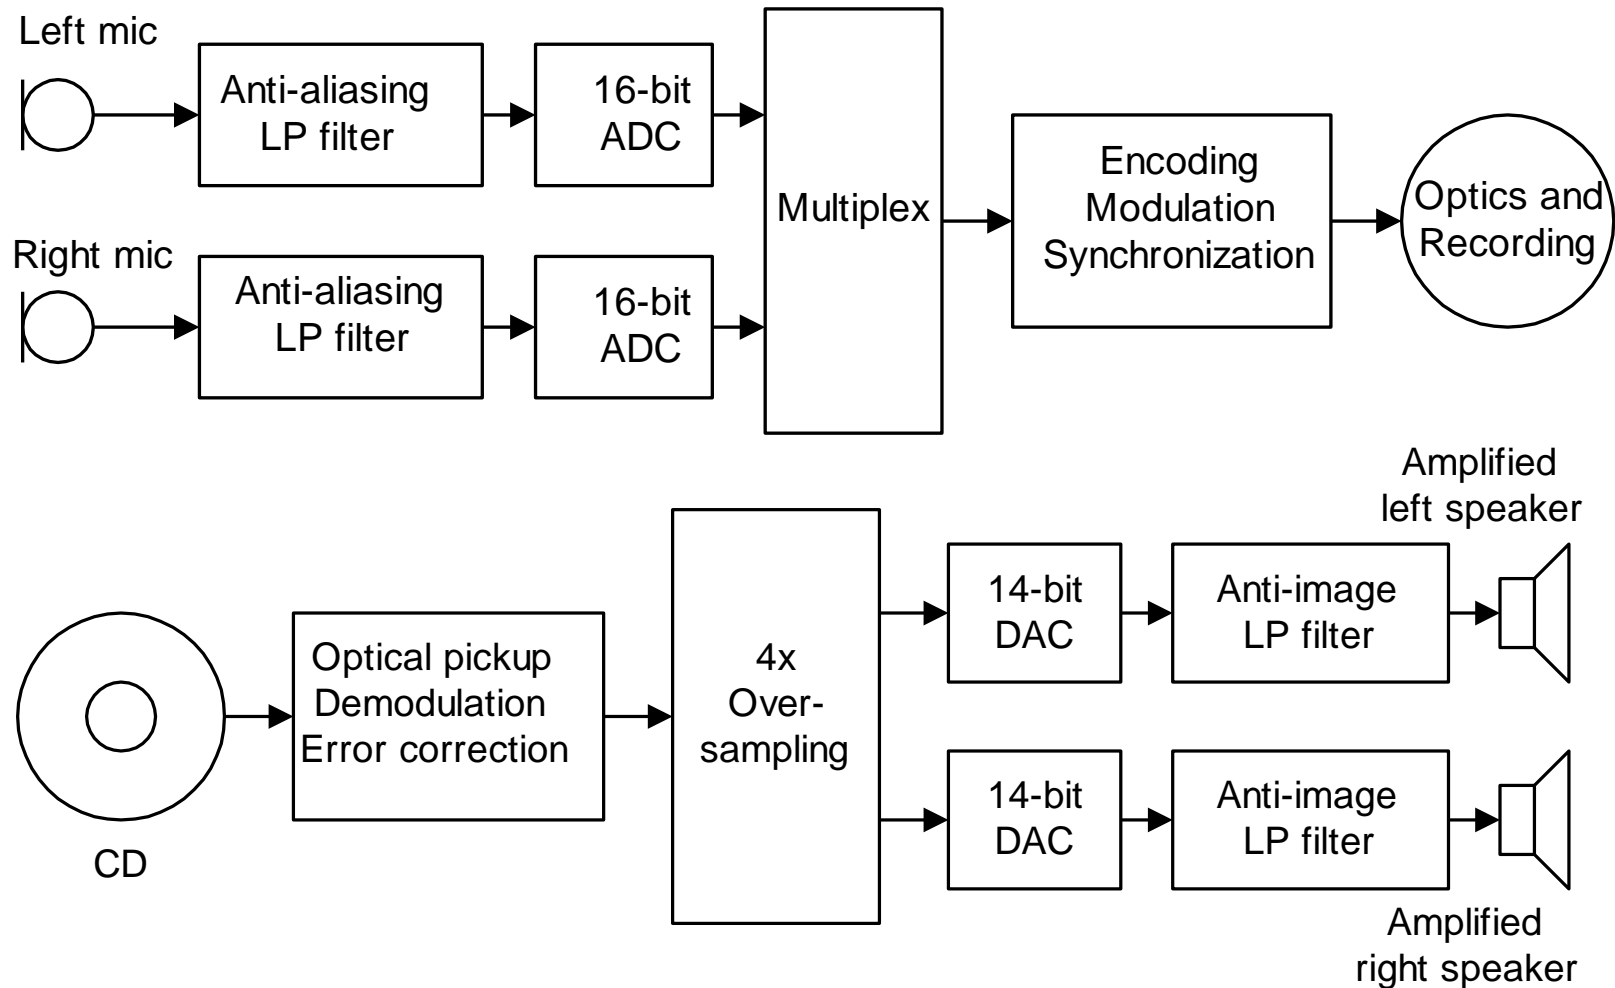 Left mic
Anti-aliasing
LP filter
16-bit
ADC
Right mic
Anti-aliasing
LP filter
16-bit
ADC
Multiplex
Encoding
Modulation
Synchronization
Optics and
Recording
CD
Optical pickup
Demodulation
Error correction
4x
Over-
sampling
14-bit
DAC
Anti-image
LP filter
Amplified
left speaker
14-bit
DAC
Anti-image
LP filter
Amplified
right speaker